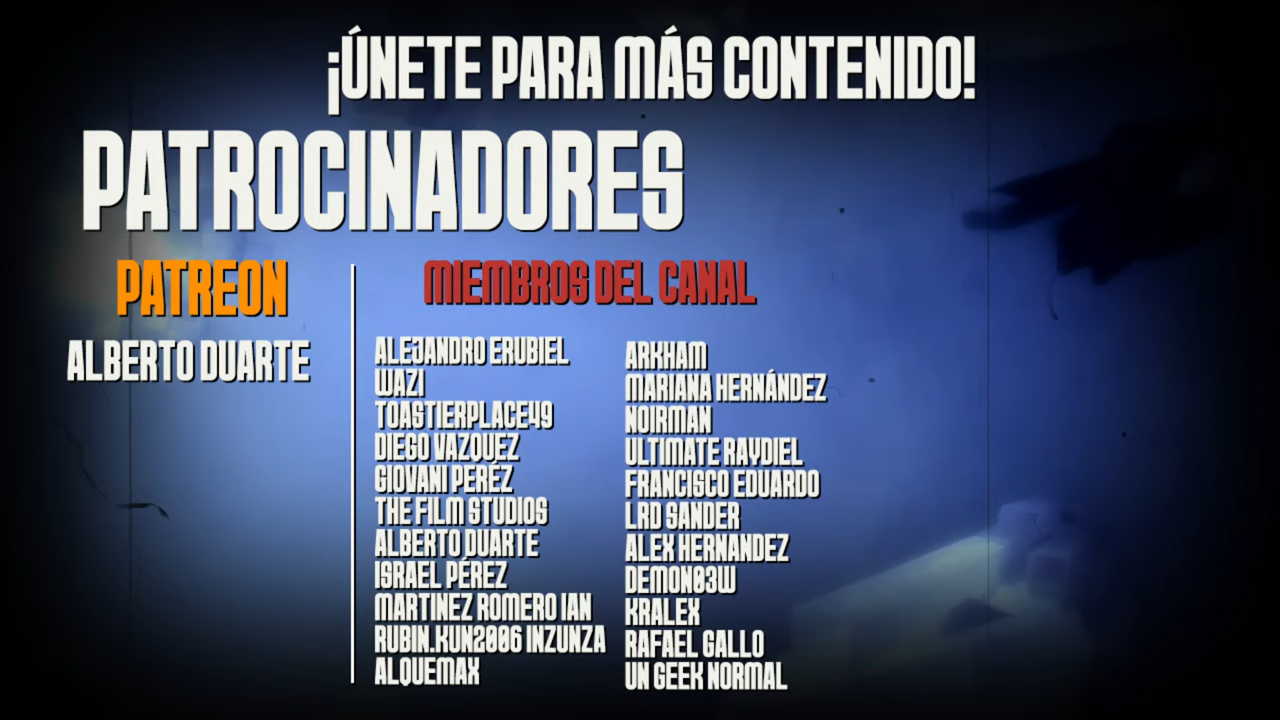 ¡ÚNETE PARA MÁS CONTENIDO!
PATROCINADORES
PATREON
ALBERTO DUARTE
MIEMBROS DEL CANAL
ALEJANDRO ERUBIEL
WAZI
TOASTIERPLACE49
DIEGO VAZQUEZ
GIOVANI PERÉZ
THE FILM STUDIOS
ALBERTO DUARTE
ISRAEL PÉREZ
MARTINEZ ROMERO IAN
RUBIN.KUN2006 INZUNZA
ALQUEMAX
ARKHAM
MARIANA HERNÁNDEZ
NOIRMAN
ULTIMATE RAYDIEL
FRANCISCO EDUARDO
LRD SANDER
ALEX HERNANDEZ
DEMON03W
KRALEX
RAFAEL GALLO
UN GEEK NORMAL